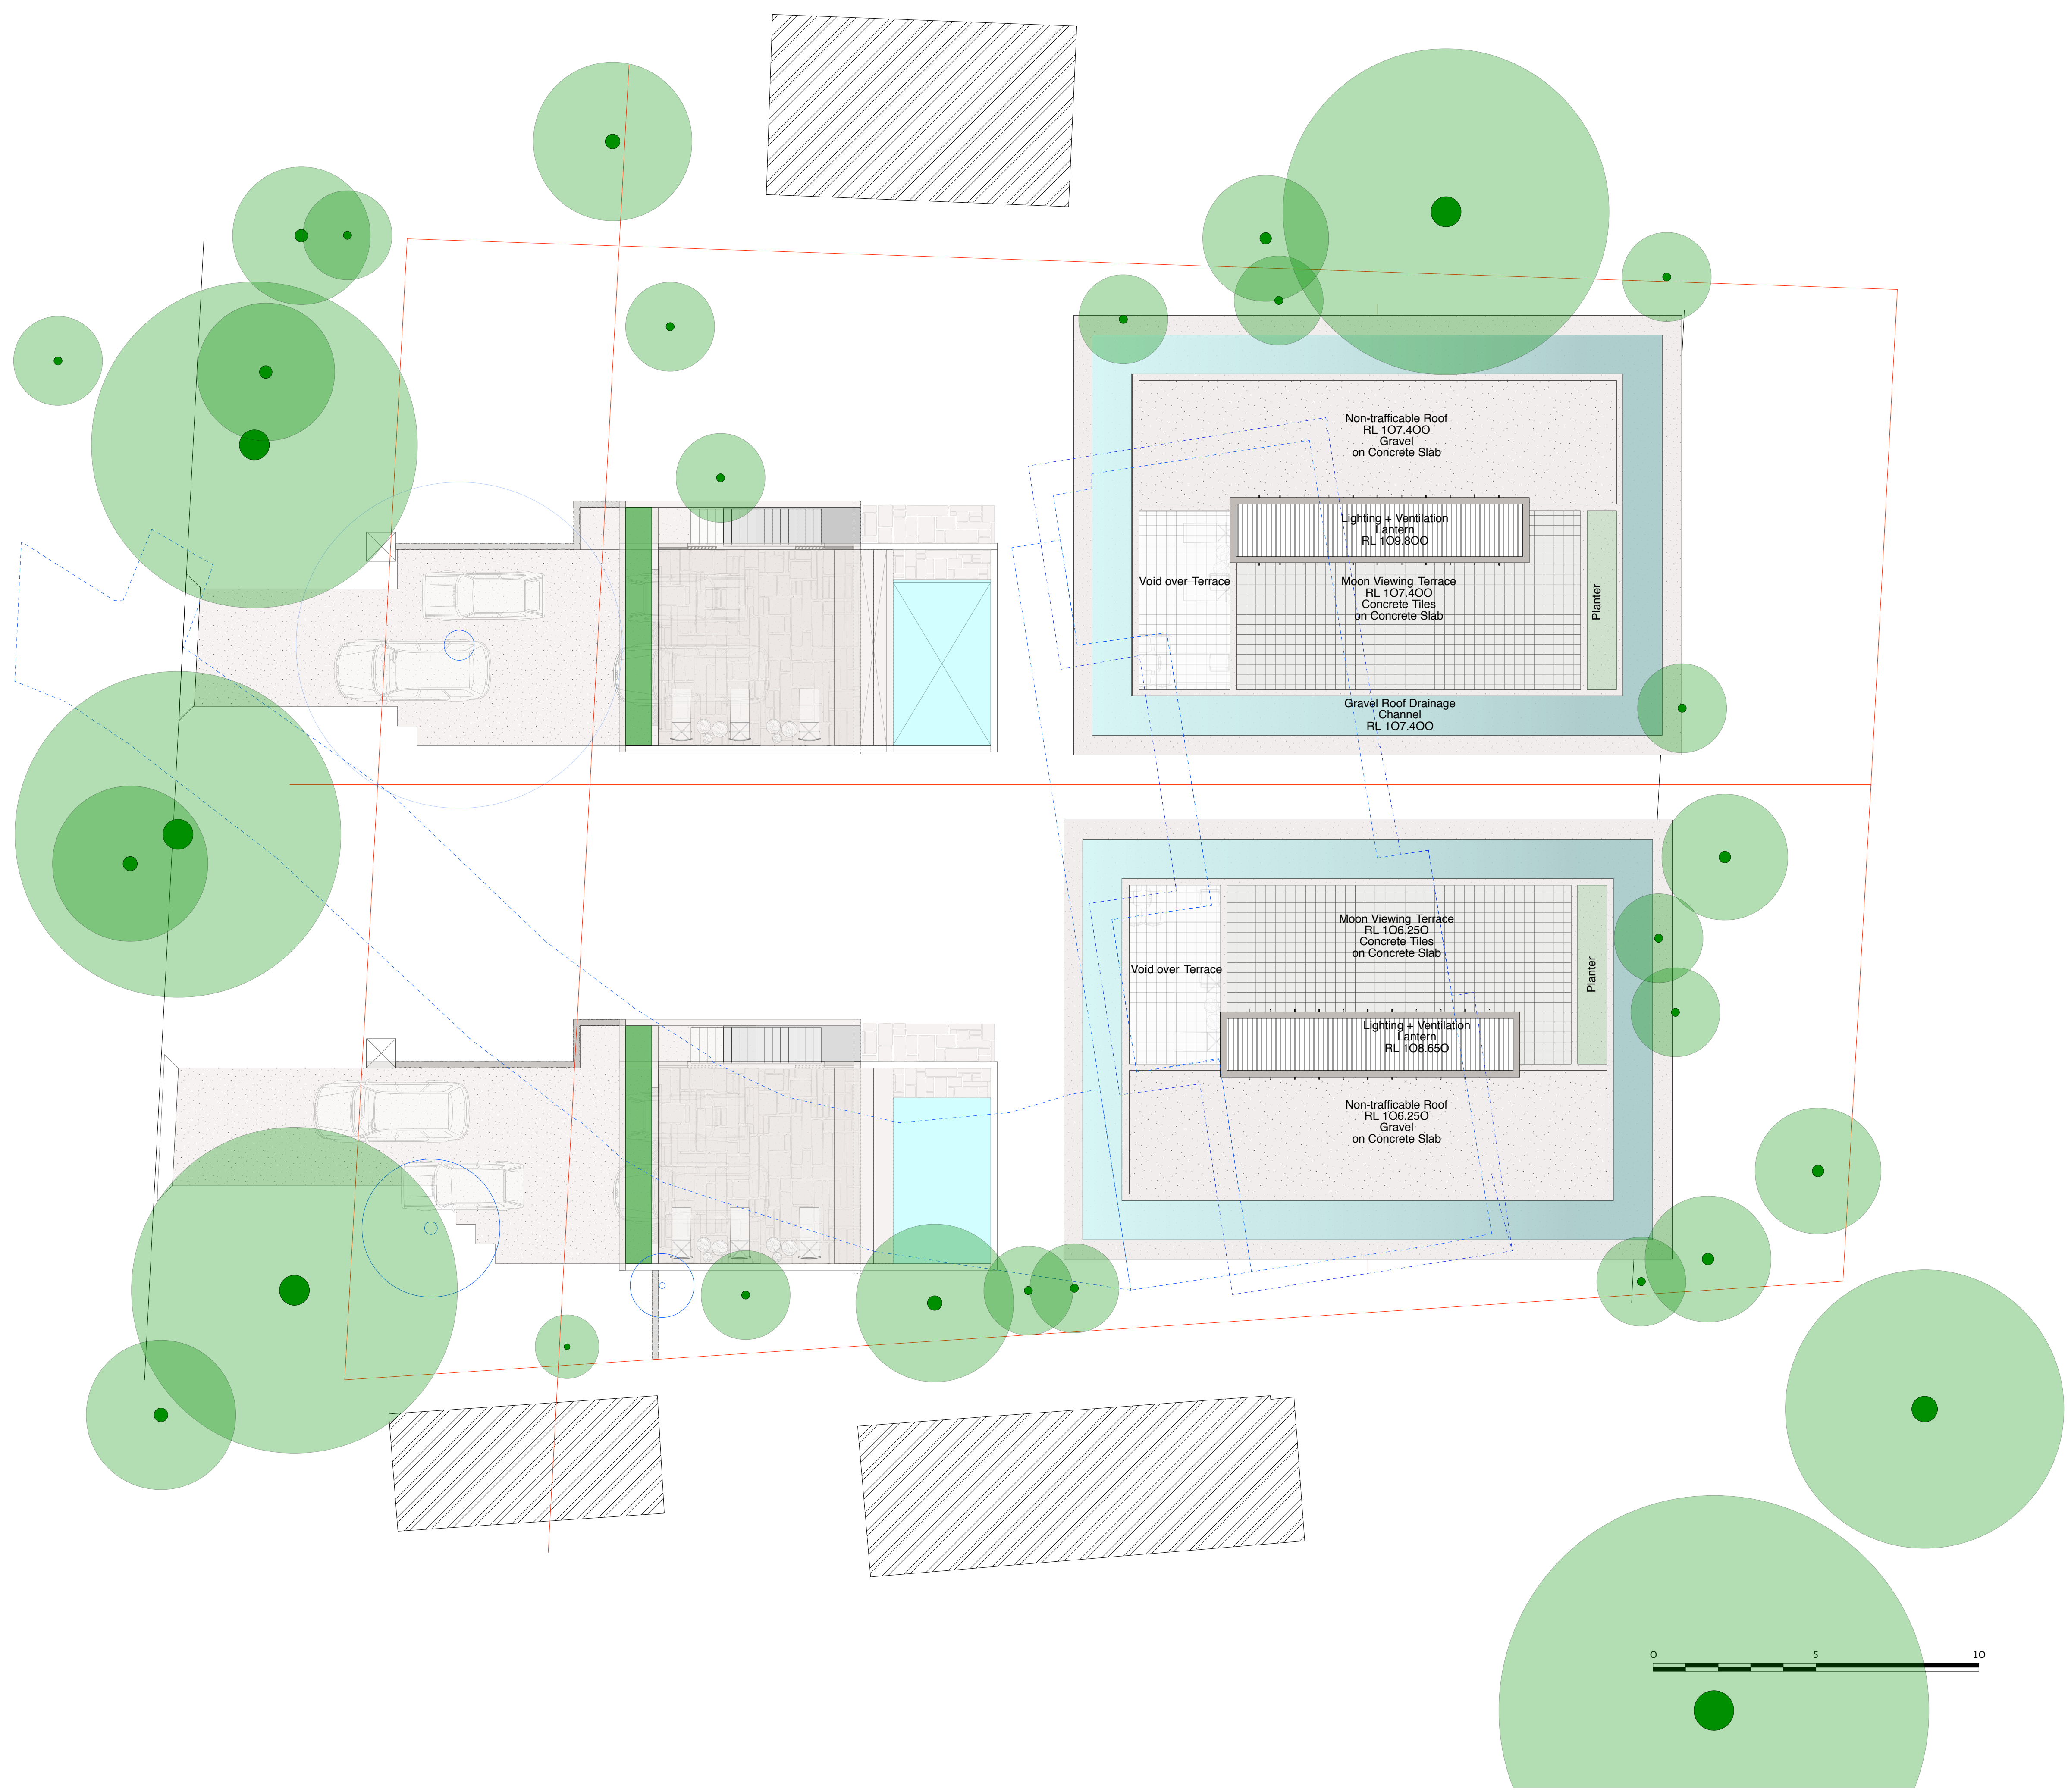 Non-trafficable Roof
RL 107.400
Gravel
on Concrete Slab
Lighting + Ventilation
Lantern
RL 109.800
Void over Terrace
Moon Viewing Terrace
RL 107.400
Concrete Tiles
on Concrete Slab
Planter
Gravel Roof Drainage
Channel
RL 107.400
Moon Viewing Terrace
RL 106.250
Concrete Tiles
on Concrete Slab
Void over Terrace
Planter
Lighting + Ventilation
Lantern
RL 108.650
Non-trafficable Roof
RL 106.250
Gravel
on Concrete Slab
0 5 10